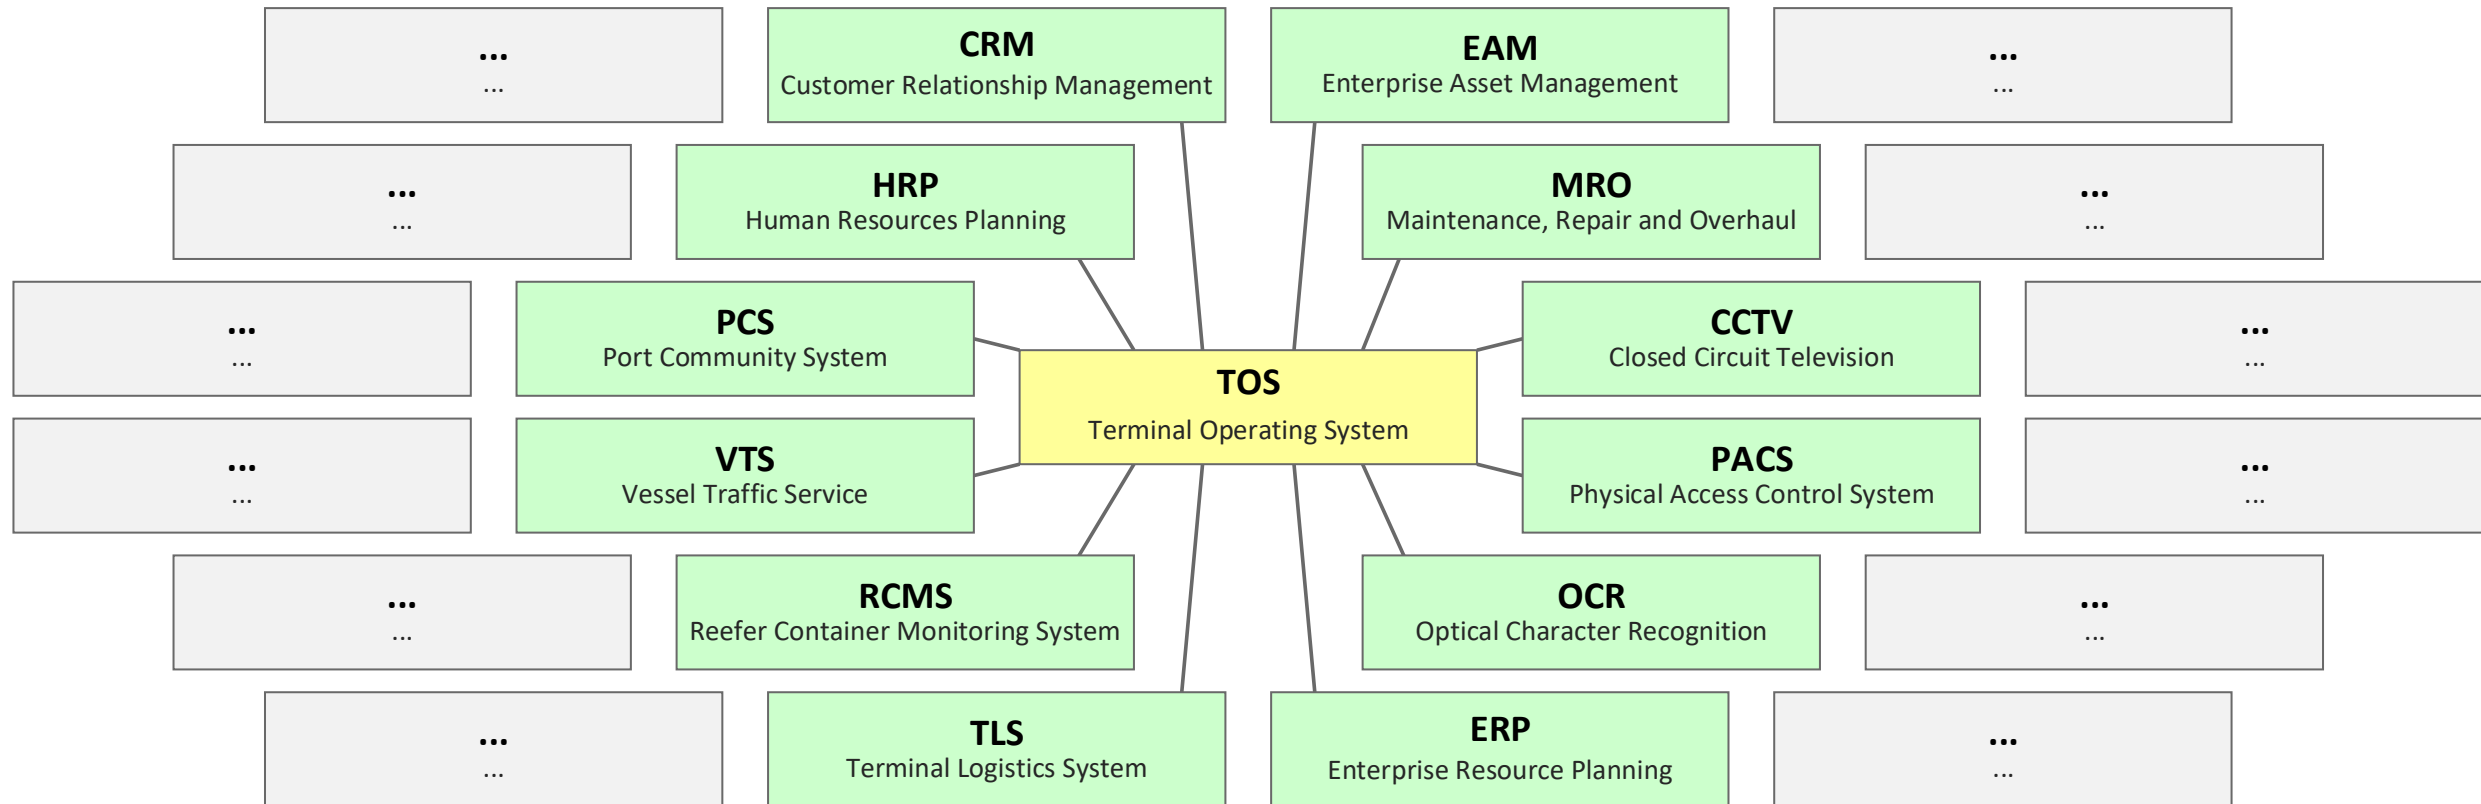 ...
...
CRM
Customer Relationship Management
EAM
Enterprise Asset Management
...
...
...
...
HRP
Human Resources Planning
MRO
Maintenance, Repair and Overhaul
...
...
...
...
PCS
Port Community System
CCTV
Closed Circuit Television
...
...
TOS
Terminal Operating System
...
...
VTS
Vessel Traffic Service
PACS
Physical Access Control System
...
...
...
...
RCMS
Reefer Container Monitoring System
OCR
Optical Character Recognition
...
...
...
...
TLS
Terminal Logistics System
ERP
Enterprise Resource Planning
...
...